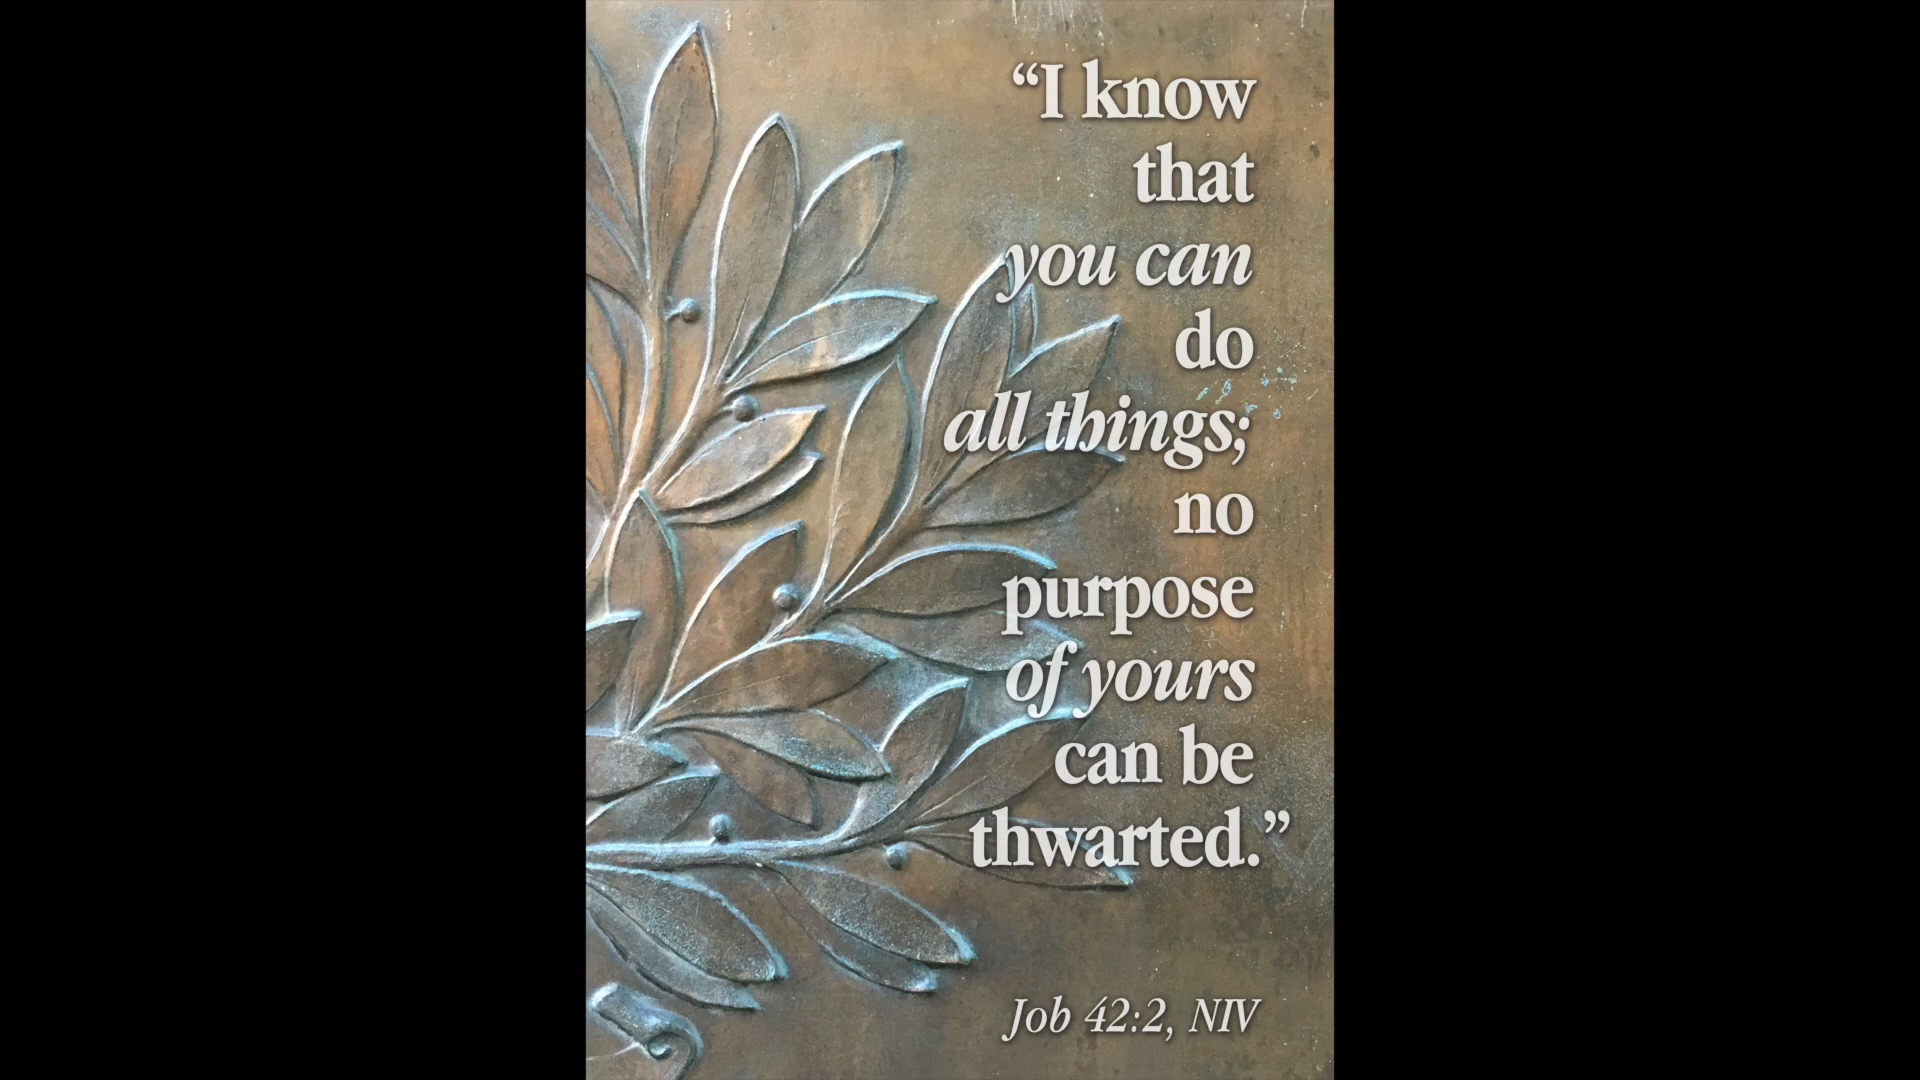 “I know
that
you can
do
all things;
no
purpose
of yours
can be
thwarted.”
Job 42:2, NIV